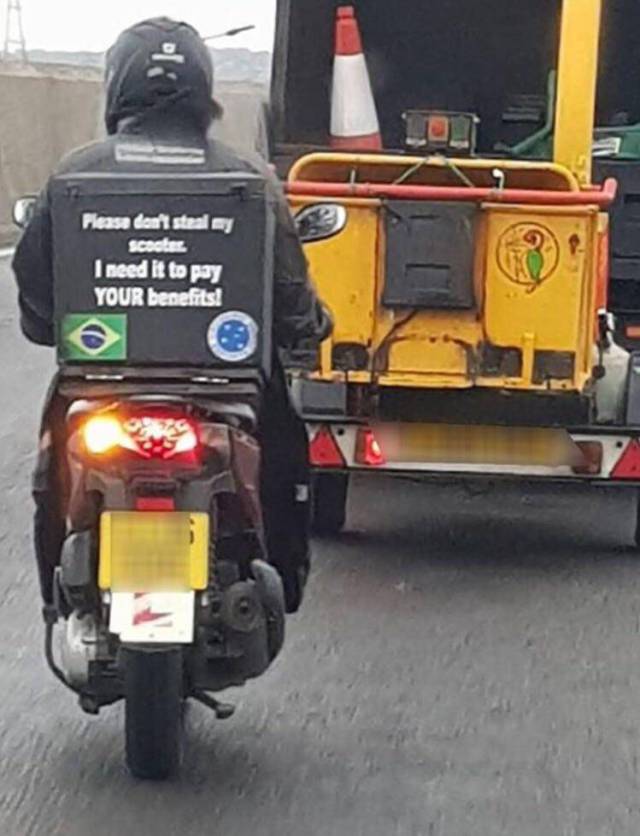 Please don't steal my
scooter.
I need it to pay
YOUR benefits!